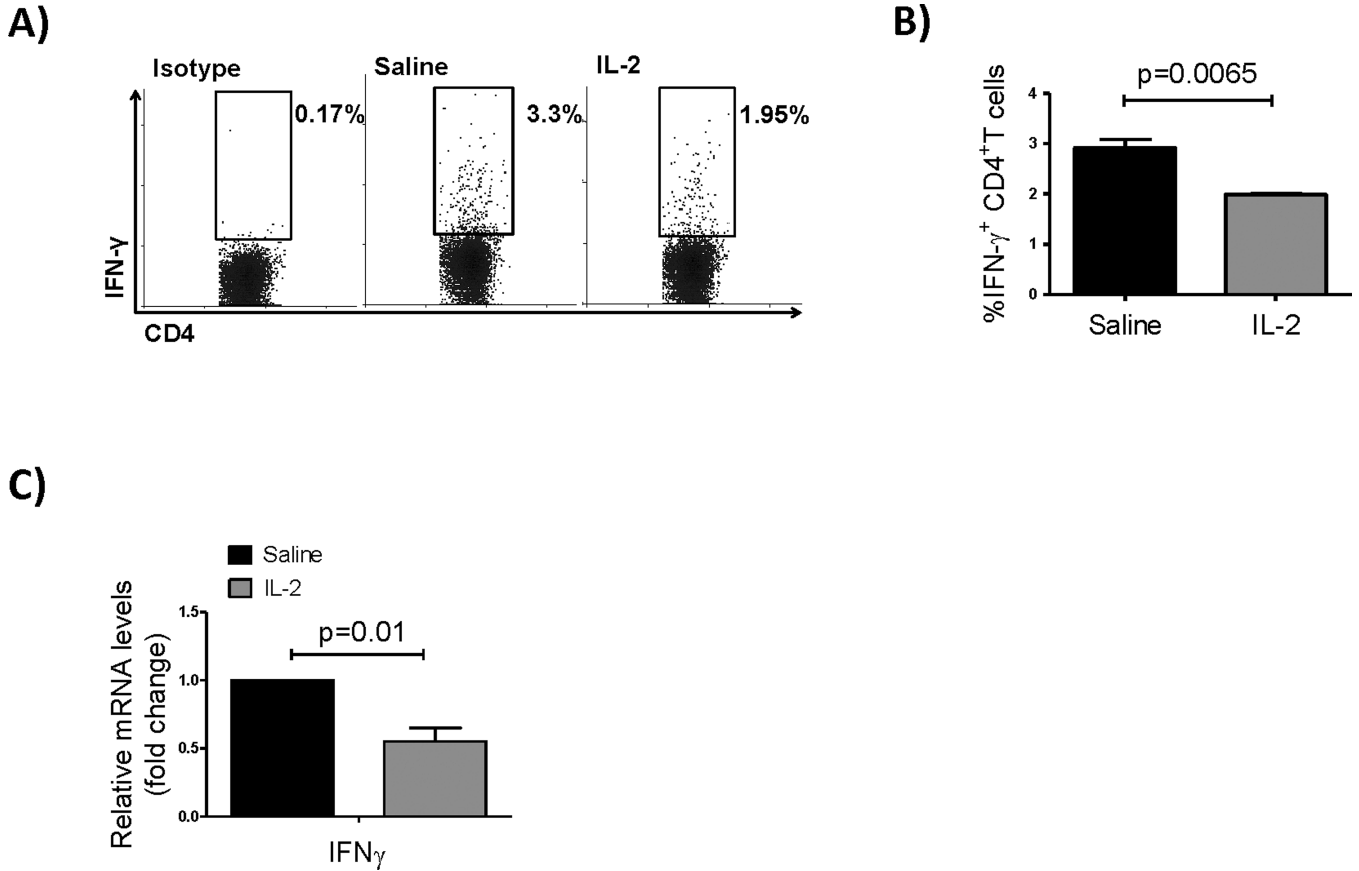 A)
Isotype
Saline
IL-2
0.17%
3.3%
1.95%
IFN-γ
CD4
B)
p=0.0065
%IFN-γ+ CD4+T cells
4
3
2
1
0
Saline
IL-2
C)
Saline
IL-2
Relative mRNA levels
(fold change)
1.5
1.0
0.5
0.0
p=0.01
IFNγ